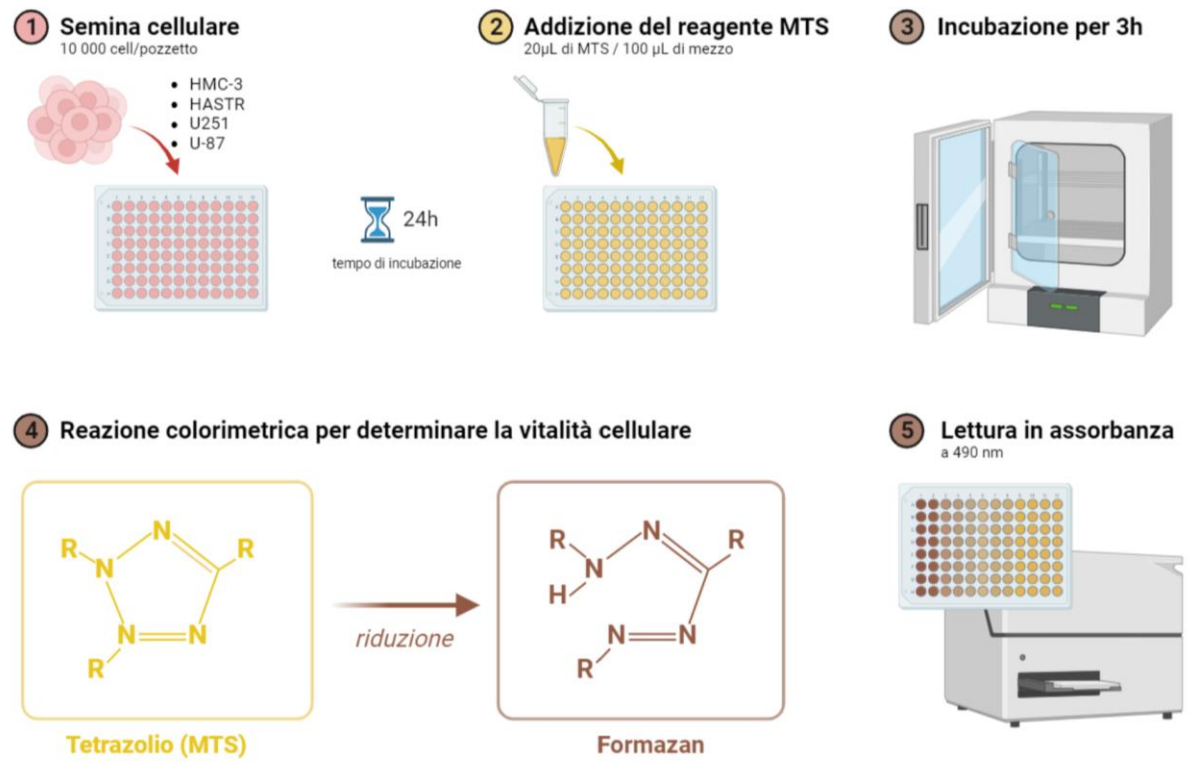 1 Semina cellulare
10 000 cell/pozzetto
• HMC-3
• HASTR
• U251
• U-87
24h
tempo di incubazione
2 Addizione del reagente MTS
20µL di MTS / 100 µL di mezzo
3 Incubazione per 3h
4 Reazione colorimetrica per determinare la vitalità cellulare
R N R
N
N N
R
Tetrazolio (MTS)
riduzione
R N R
N
H
N N
R
Formazan
5 Lettura in assorbanza
a 490 nm